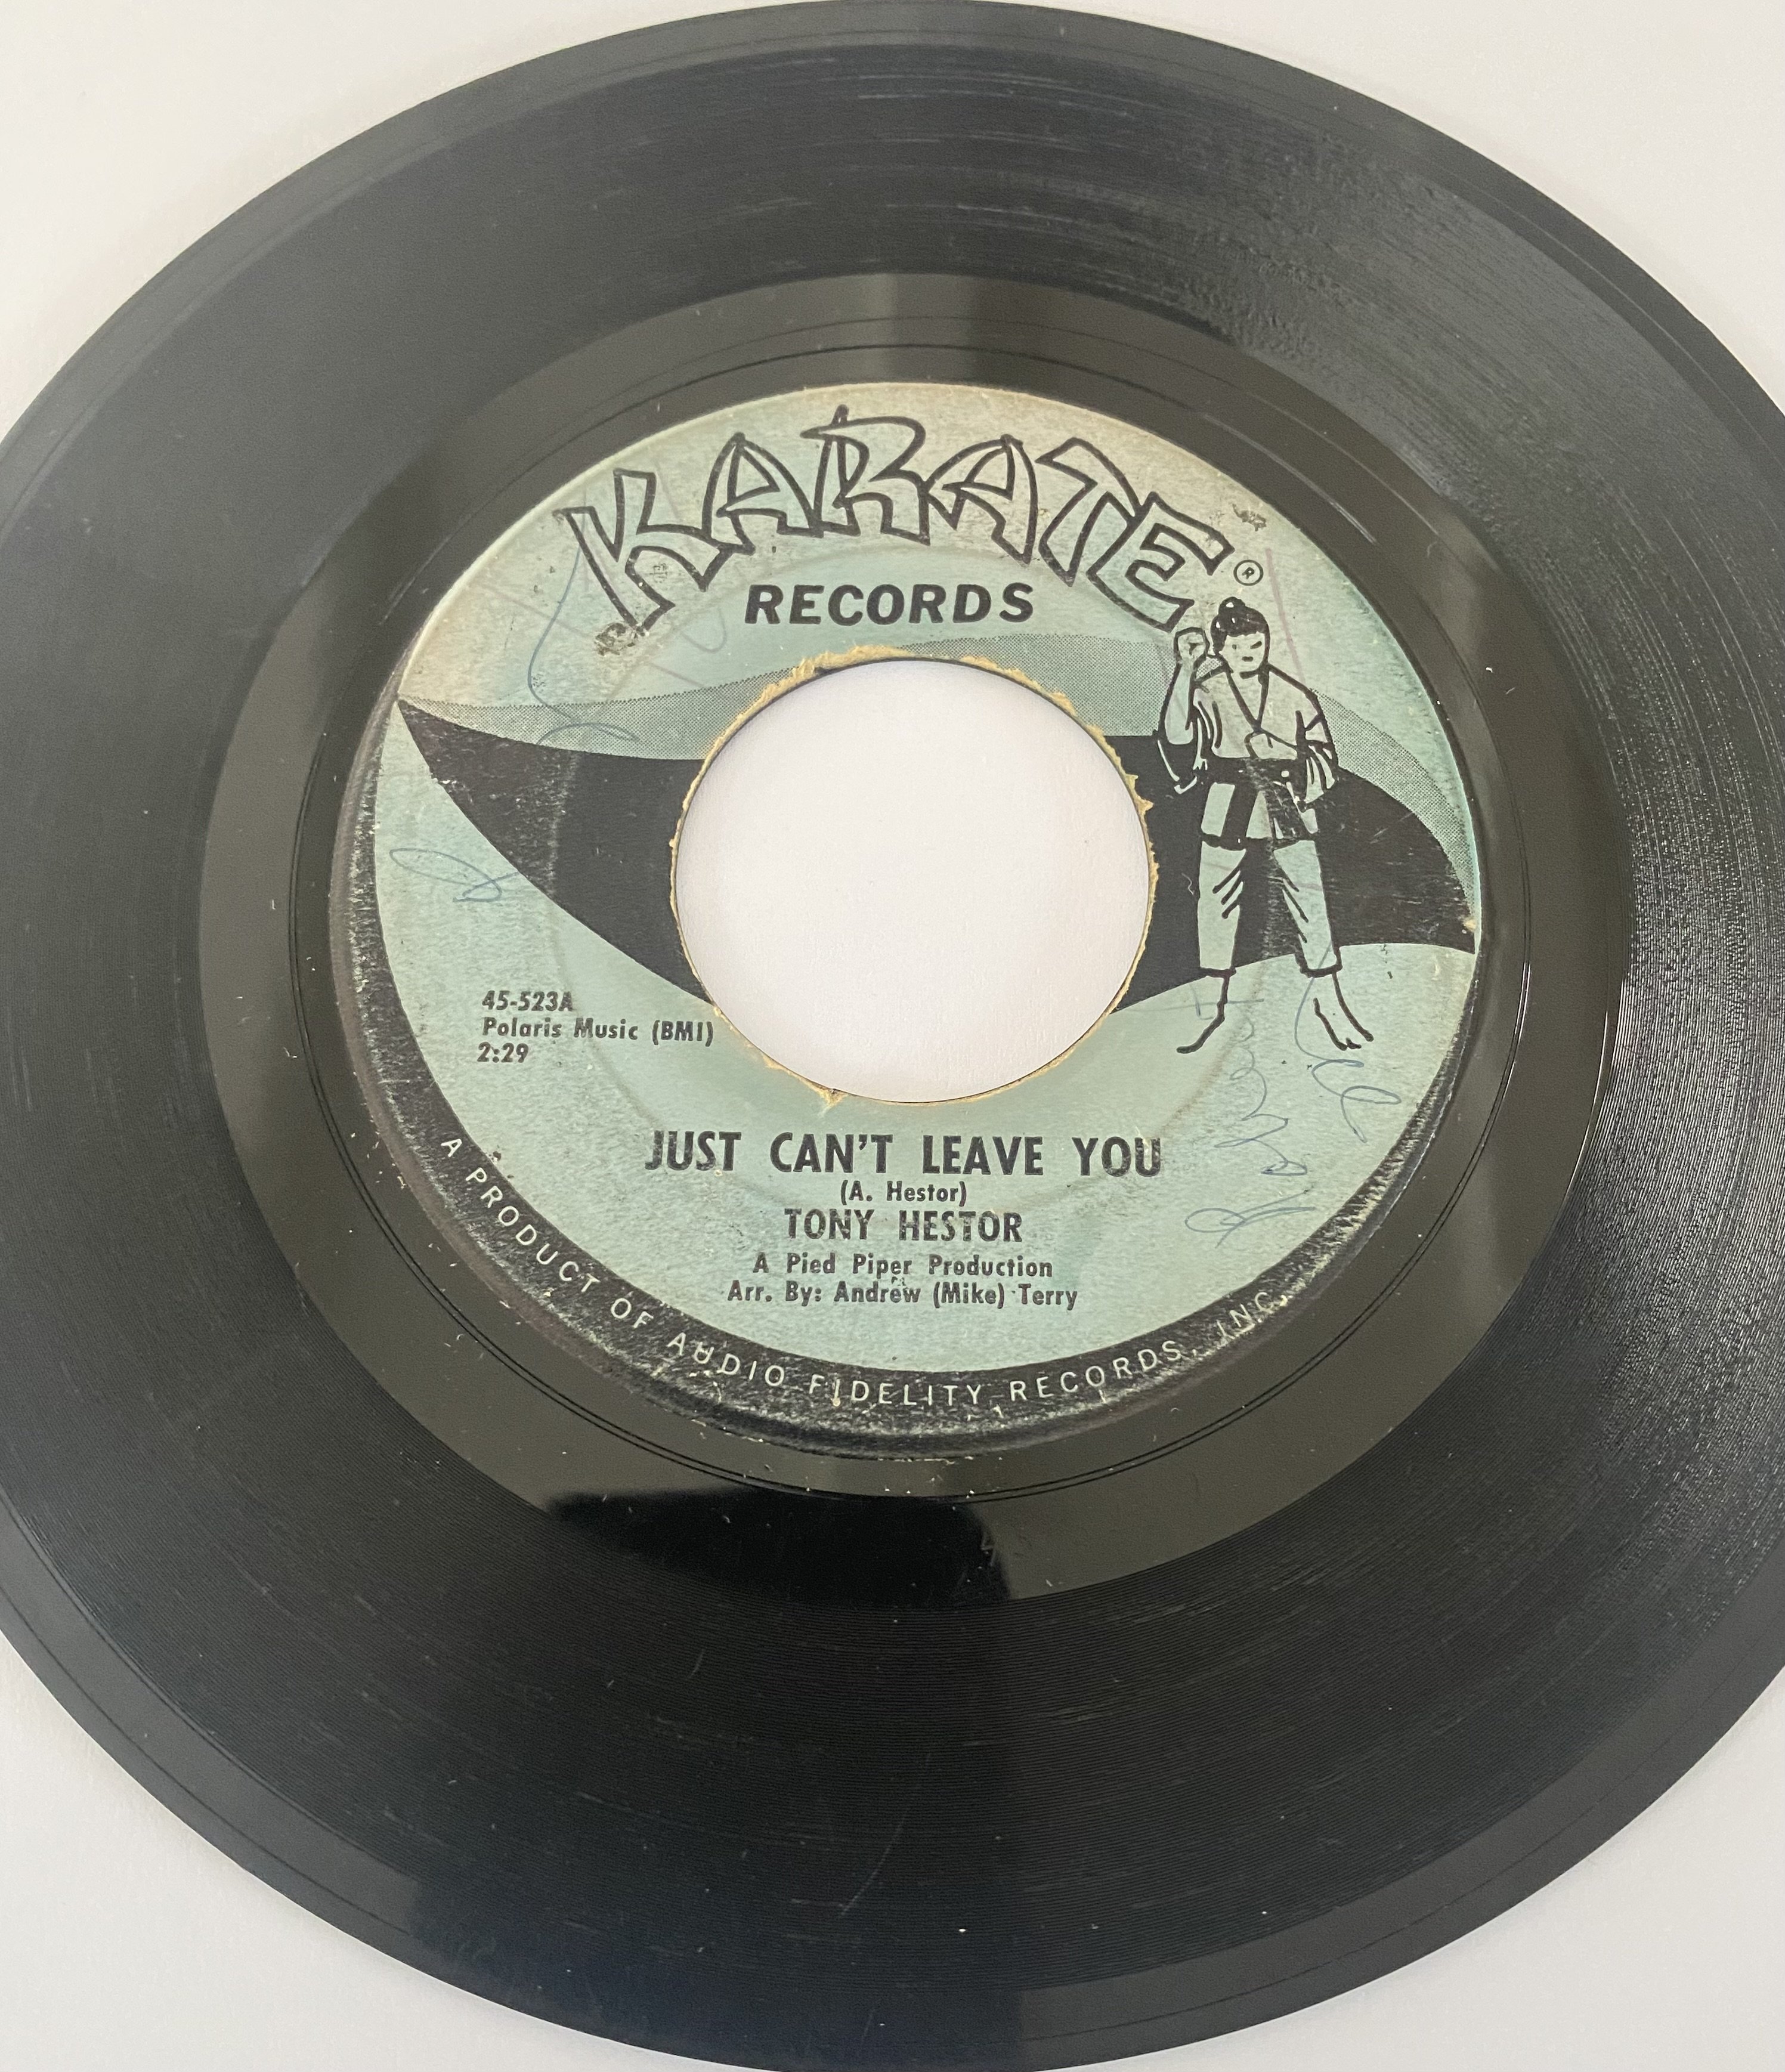 KARATE®
RECORDS
45-523A
Polaris Music (BMI)
2:29
JUST CAN'T LEAVE YOU
(A. Hestor)
TONY HESTOR
A Pied Piper Production
Arr. By: Andrew (Mike) Terry
A PRODUCT OF AUDIO FIDELITY RECORDS, INC.